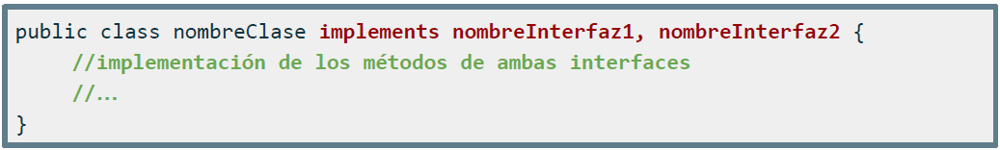 public class nombreClase implements nombreInterfaz1, nombreInterfaz2 {
//implementación de los métodos de ambas interfaces
//...
}